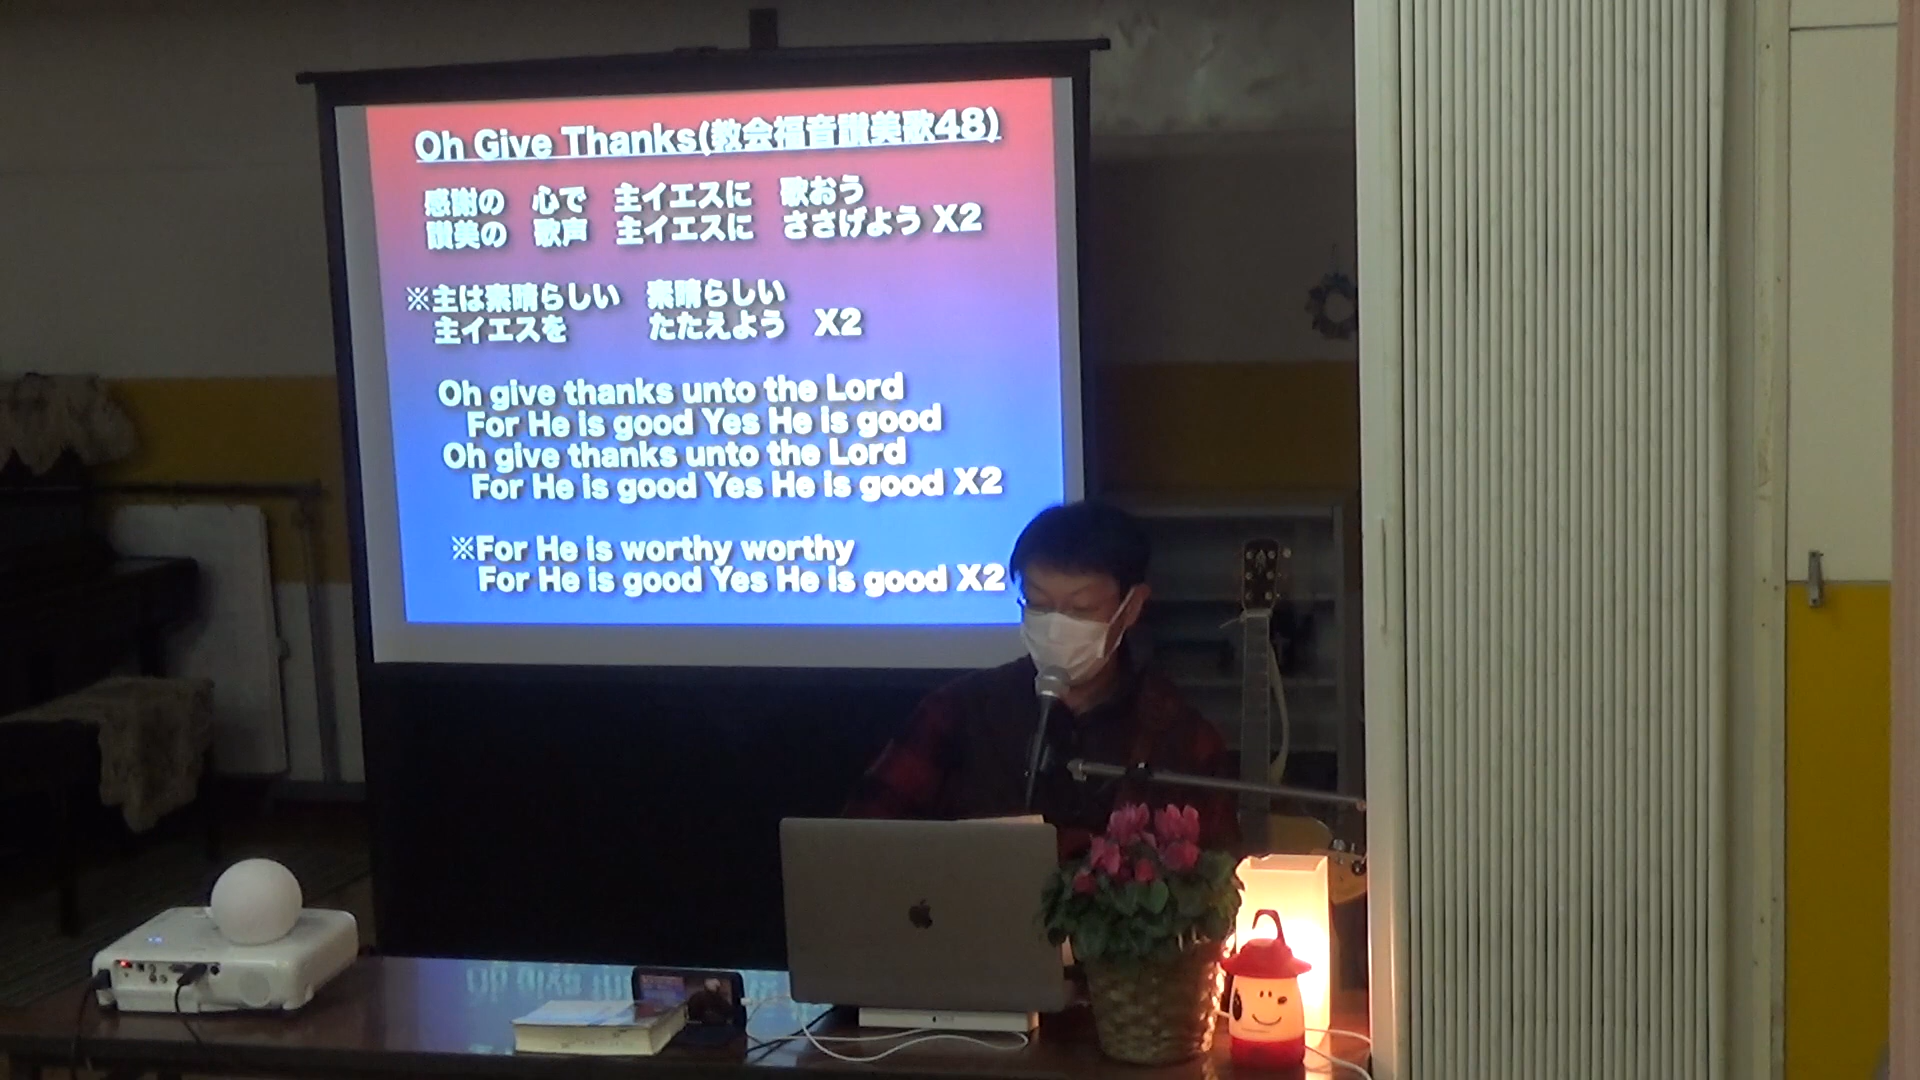 Oh Give Thanks(教会福音讃美歌48)
感謝の 心で 主イエスに 歌おう
讃美の 歌声 主イエスに ささげよう X2
※主は素晴らしい 素晴らしい
主イエスを たたえよう X2
Oh give thanks unto the Lord
For He is good Yes He is good
Oh give thanks unto the Lord
For He is good Yes He is good X2
※For He is worthy worthy
For He is good Yes He is good X2